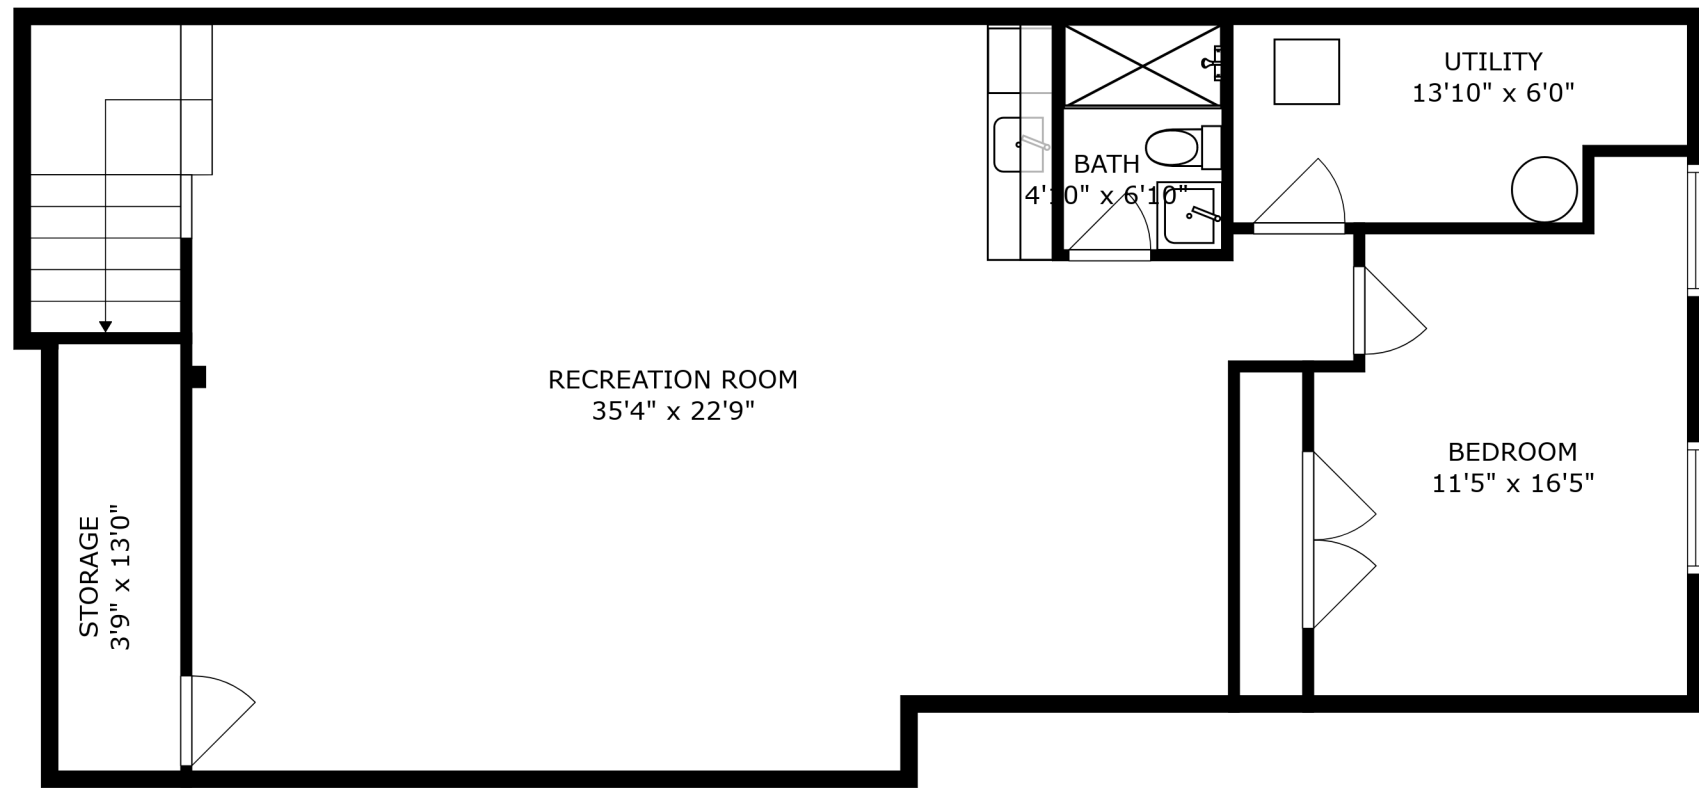 UTILITY
13'10" x 6'0"
BATH
4'10" x 6'10"
RECREATION ROOM
35'4" x 22'9"
BEDROOM
11'5" x 16'5"
STORAGE
3'9" x 13'0"